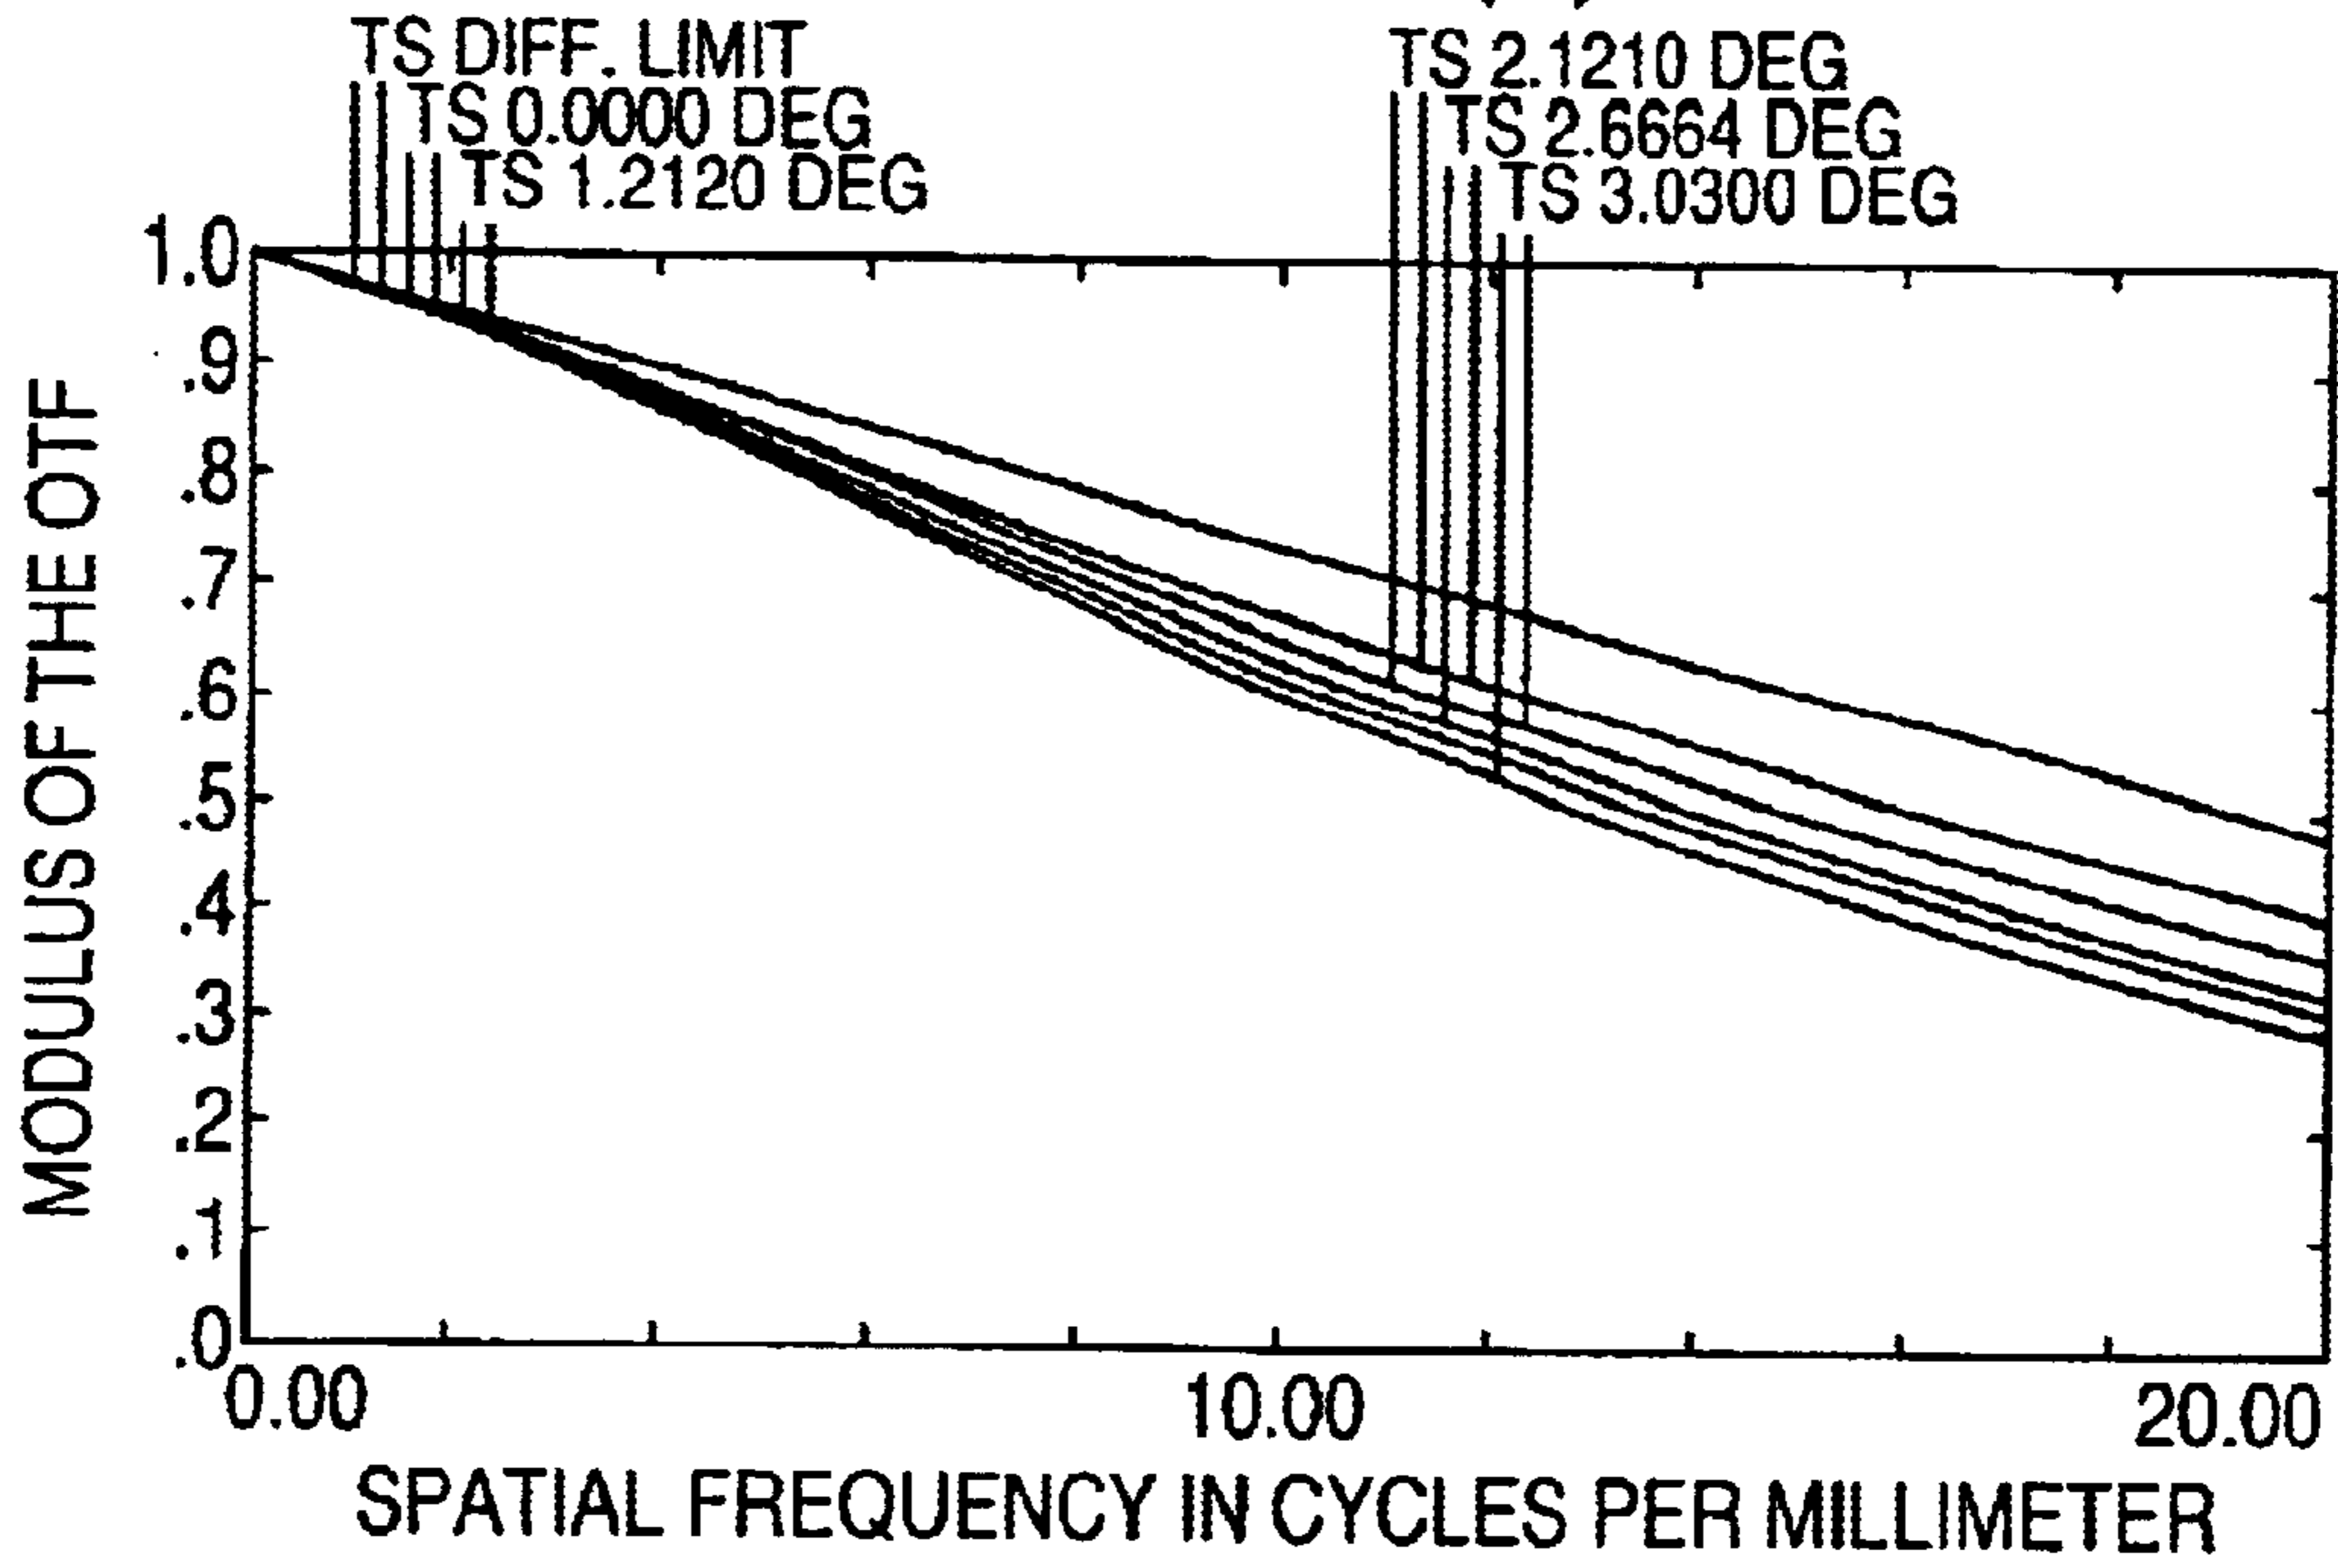 TS DIFF. LIMIT
TS 0.0000 DEG
TS 1.2120 DEG
TS 2.1210 DEG
TS 2.6664 DEG
TS 3.0300 DEG
MODULUS OF THE OTF
1.0
.9
.8
.7
.6
.5
.4
.3
.2
.1
.0
0.00
10.00
20.00
SPATIAL FREQUENCY IN CYCLES PER MILLIMETER